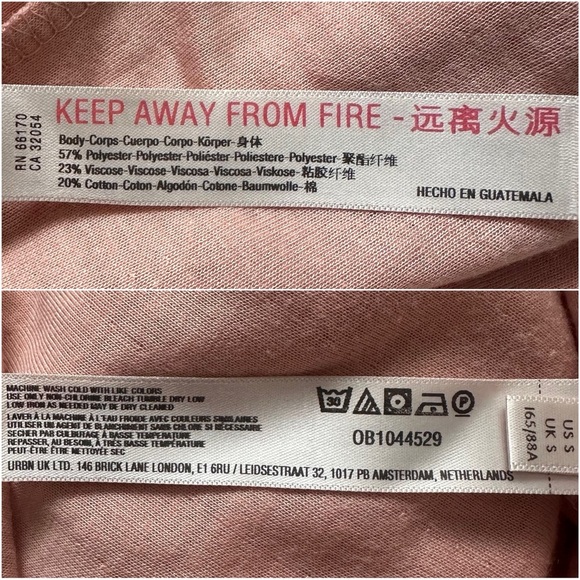 RN 66170
CA 32054
KEEP AWAY FROM FIRE - 远离火源
Body-Corps-Cuerpo-Corpo-Körper-身体
57% Polyester-Polyester-Poliéster-Poliestere-Polyester-聚酯纤维
23% Viscose-Viscose-Viscosa-Viscosa-Viskose-粘胶纤维
20% Cotton-Coton-Algodón-Cotone-Baumwolle-棉
HECHO EN GUATEMALA
MACHINE WASH COLD WITH LIKE COLORS
USE ONLY NON-CHLORINE BLEACH TUMBLE DRY LOW
LOW IRON AS NEEDED MAY BE DRY CLEANED
LAVER À LA MACHINE À L'EAU FROIDE AVEC COULEURS SIMILAIRES
UTILISER UN AGENT DE BLANCHIMENT SANS CHLORE SI NÉCESSAIRE
SECHER PAR CULBUTAGE À BASSE TEMPÉRATURE
REPASSER, AU BESOIN, À TRÈS BASSE TEMPÉRATURE
PEUT-ÊTRE ÊTRE NETTOYÉE SEC
URBN UK LTD. 146 BRICK LANE LONDON, E1 6RU / LEIDSESTRAAT 32, 1017 PB AMSTERDAM, NETHERLANDS
30
P
OB1044529
US S
UK S
165/88A